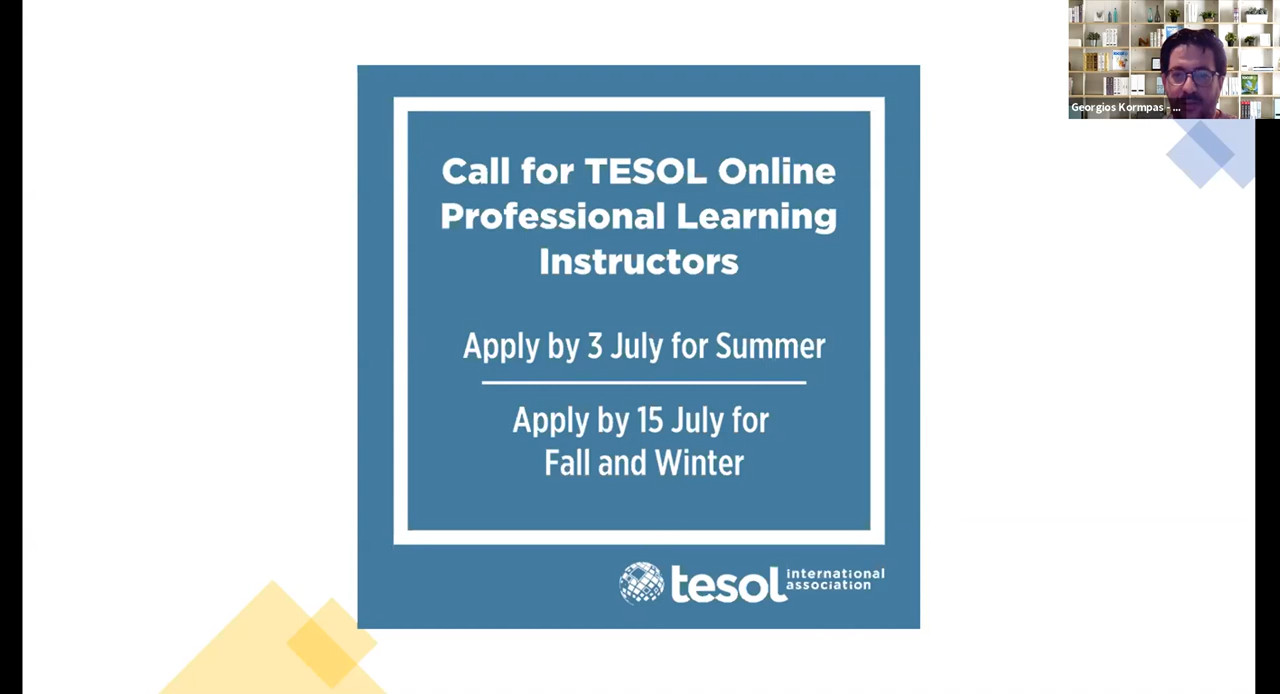 Georgios Kormpas - ...
Call for TESOL Online
Professional Learning
Instructors
Apply by 3 July for Summer
Apply by 15 July for
Fall and Winter
tesol international
association